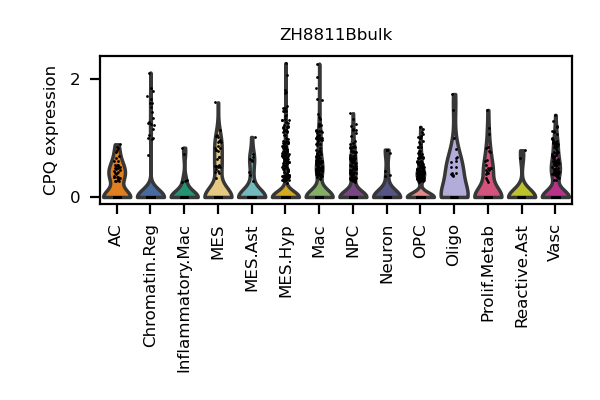 ZH8811Bbulk
CPQ expression
2
0
AC
Chromatin.Reg
Inflammatory.Mac
MES
MES.Ast
MES.Hyp
Mac
NPC
Neuron
OPC
Oligo
Prolif.Metab
Reactive.Ast
Vasc